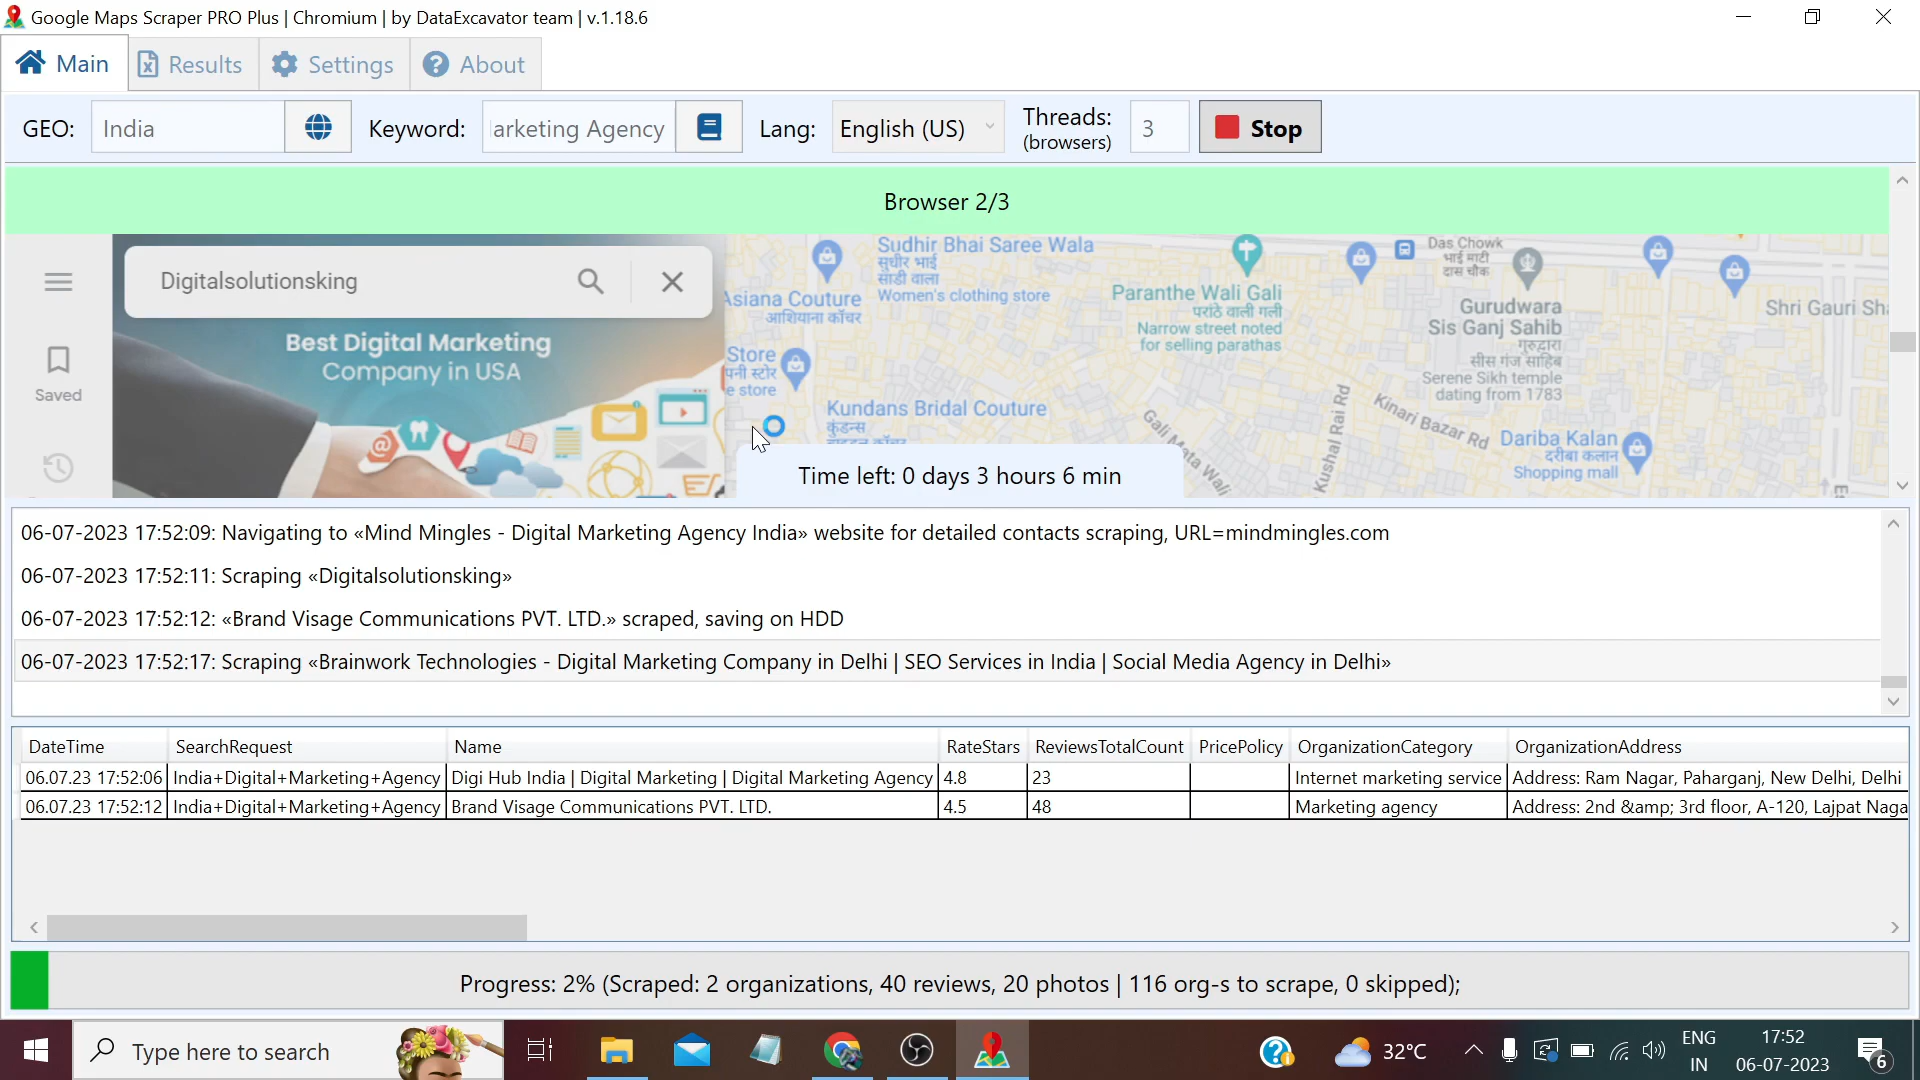 Google Maps Scraper PRO Plus | Chromium | by DataExcavator team | v.1.18.6
Main
Results
Settings
About
GEO:
India
Keyword:
arketing Agency
Lang:
English (US)
Threads:
(browsers)
3
Stop
Browser 2/3
Digitalsolutionsking
Saved
Best Digital Marketing
Company in USA
Sudhir Bhai Saree Wala
सुधीर भाई
साडी वाला
Women's clothing store
Asiana Couture
आशियाना कॉचर
Store
e store
Kundans Bridal Couture
कुंदन्स
Paranthe Wali Gali
परांठे वाली गली
Narrow street noted
for selling parathas
Das Chowk
भाई माटी
दास चौक
Gurudwara
Sis Ganj Sahib
गुरुद्वारा
सीस गंज साहिब
Serene Sikh temple
dating from 1783
Shri Gauri Sha
Gali Mata Wali
Kushal Rai Rd
Kinari Bazar Rd
Dariba Kalan
दरीबा कलान
Shopping mall
Time left: 0 days 3 hours 6 min
06-07-2023 17:52:09: Navigating to «Mind Mingles - Digital Marketing Agency India» website for detailed contacts scraping, URL=mindmingles.com
06-07-2023 17:52:11: Scraping «Digitalsolutionsking»
06-07-2023 17:52:12: «Brand Visage Communications PVT. LTD.» scraped, saving on HDD
06-07-2023 17:52:17: Scraping «Brainwork Technologies - Digital Marketing Company in Delhi | SEO Services in India | Social Media Agency in Delhi»
DateTime SearchRequest Name RateStars ReviewsTotalCount PricePolicy OrganizationCategory OrganizationAddress
06.07.23 17:52:06 India+Digital+Marketing+Agency Digi Hub India | Digital Marketing | Digital Marketing Agency 4.8 23 Internet marketing service Address: Ram Nagar, Paharganj, New Delhi, Delhi
06.07.23 17:52:12 India+Digital+Marketing+Agency Brand Visage Communications PVT. LTD. 4.5 48 Marketing agency Address: 2nd &amp; 3rd floor, A-120, Lajpat Naga
Progress: 2% (Scraped: 2 organizations, 40 reviews, 20 photos | 116 org-s to scrape, 0 skipped);
Type here to search
32°C
ENG
IN
17:52
06-07-2023
6